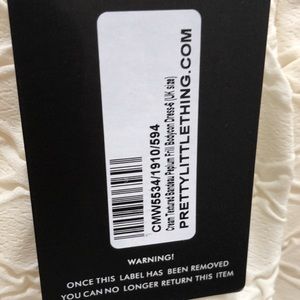 CMW5534/1910/594
Cream Textured Bandeau Peplum Frill Bodycon Dress-6 (UK size)
PRETTYLITTLETHING.COM
WARNING!
ONCE THIS LABEL HAS BEEN REMOVED
YOU CAN NO LONGER RETURN THIS ITEM